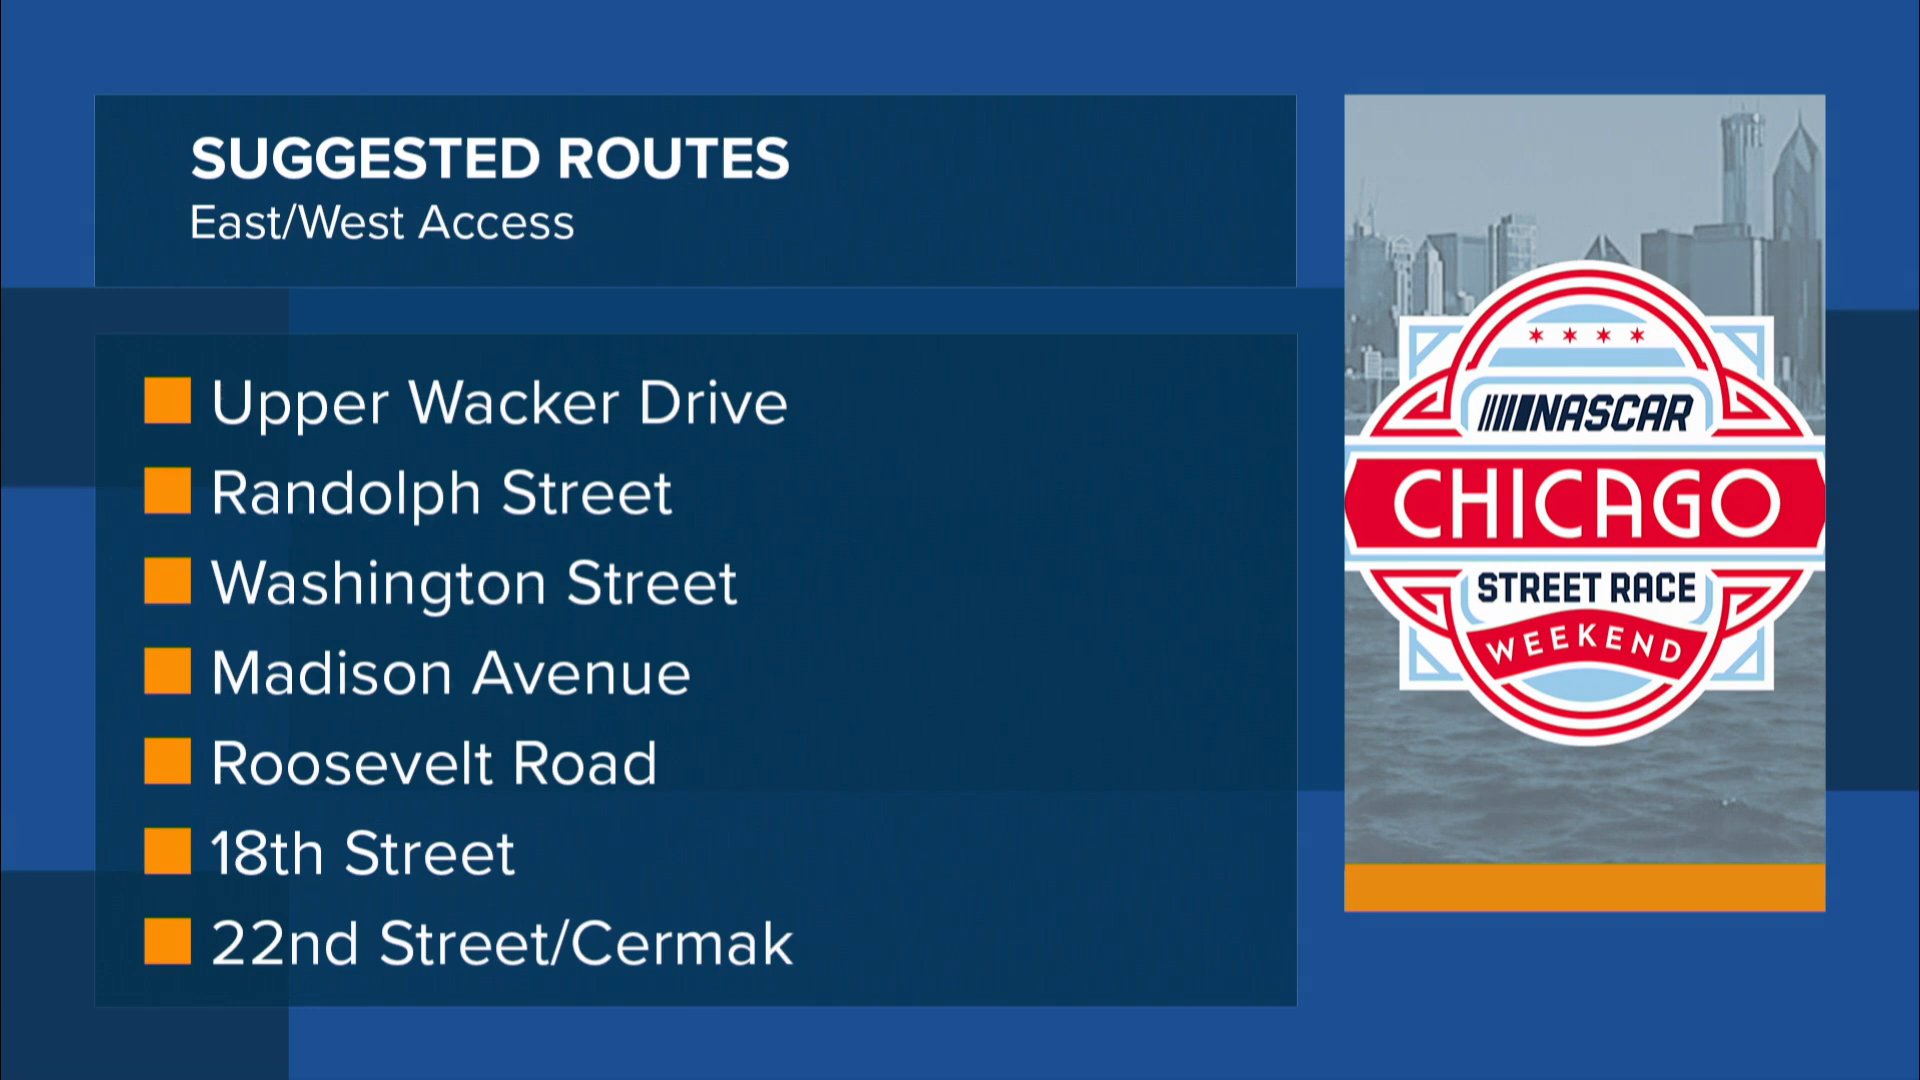 SUGGESTED ROUTES
East/West Access
Upper Wacker Drive
Randolph Street
Washington Street
Madison Avenue
Roosevelt Road
18th Street
22nd Street/Cermak
NASCAR
CHICAGO
STREET RACE
WEEKEND